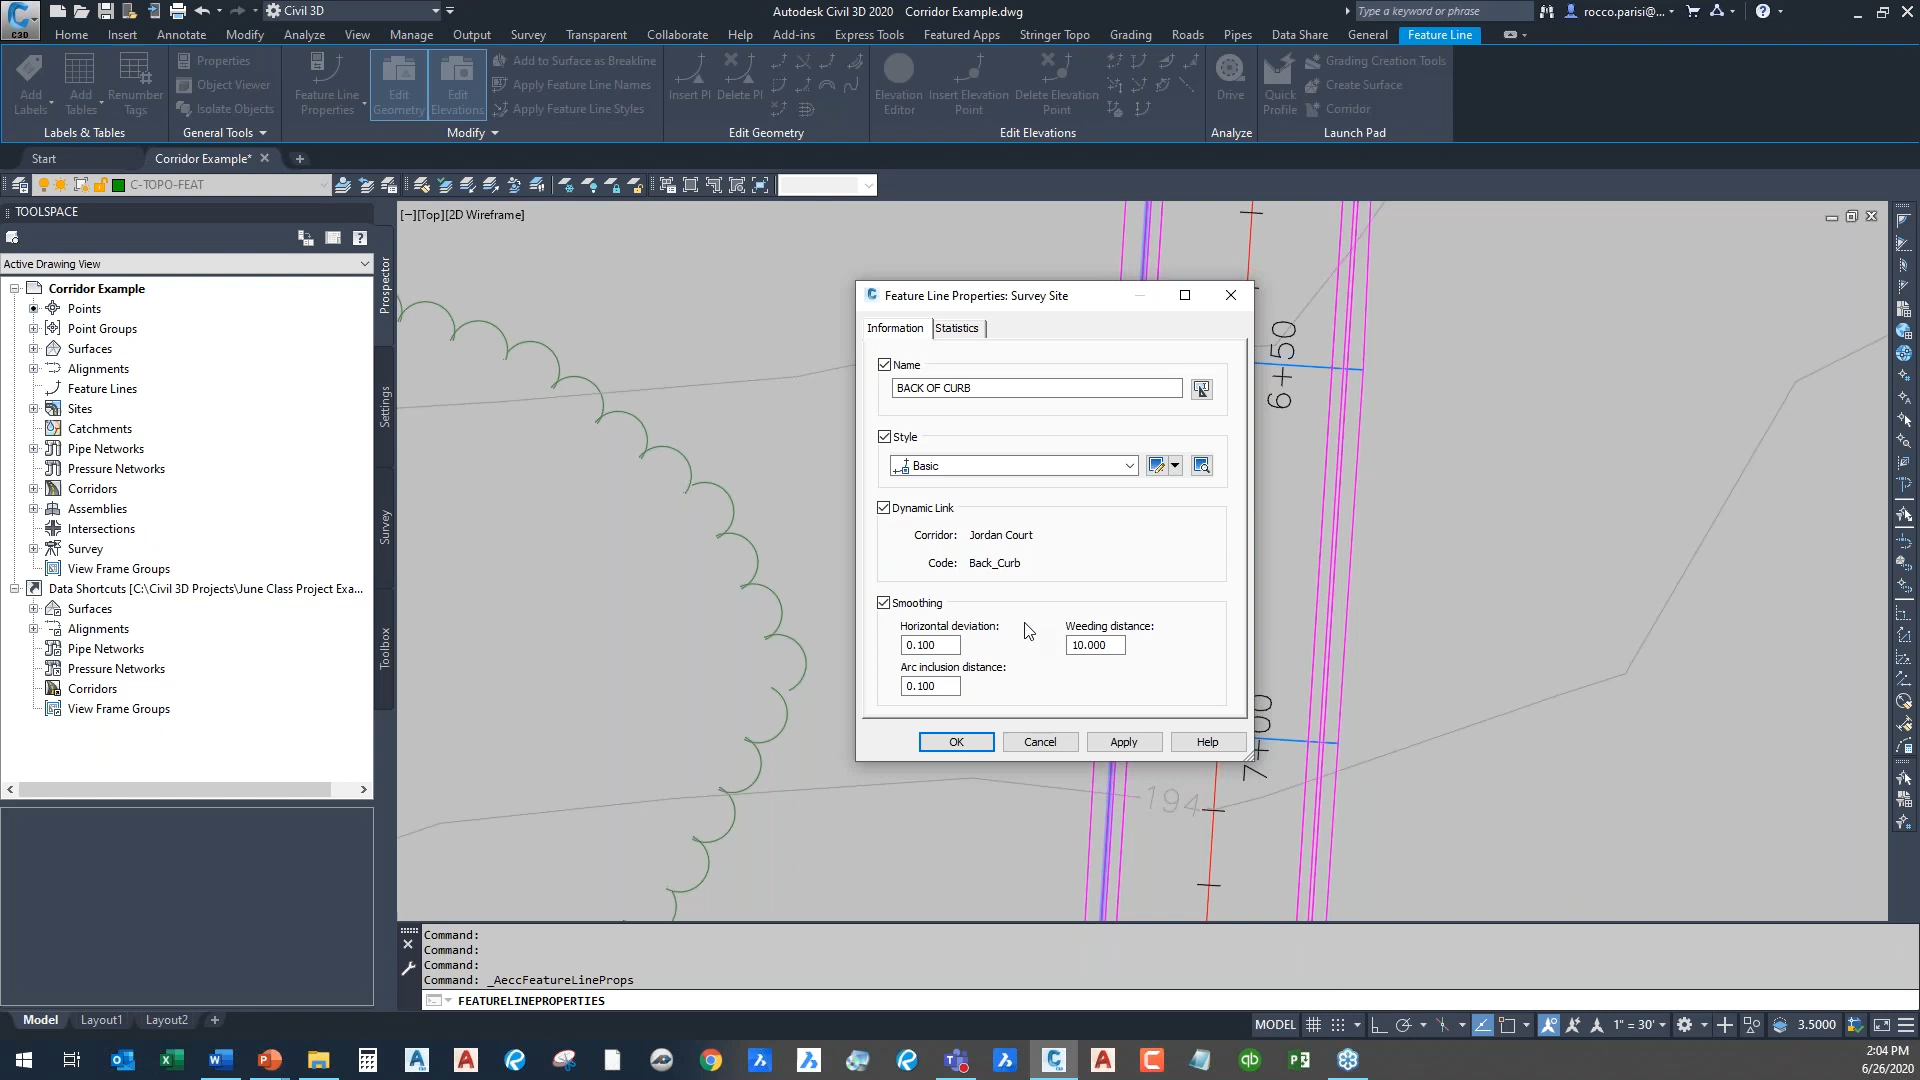 C3D
Civil 3D
Autodesk Civil 3D 2020 Corridor Example.dwg
Type a keyword or phrase
rocco.parisi@...
Home Insert Annotate Modify Analyze View Manage Output Survey Transparent Collaborate Help Add-ins Express Tools Featured Apps Stringer Topo Grading Roads Pipes Data Share General Feature Line
Add Labels
Add Tables
Renumber Tags
Properties
Object Viewer
Isolate Objects
Feature Line Properties
Edit Geometry
Edit Elevations
Add to Surface as Breakline
Apply Feature Line Names
Apply Feature Line Styles
Insert PI Delete PI
Elevation Editor
Insert Elevation Point
Delete Elevation Point
Drive
Quick Profile
Grading Creation Tools
Create Surface
Corridor
Labels & Tables General Tools Modify Edit Geometry Edit Elevations Analyze Launch Pad
Start Corridor Example*
C-TOPO-FEAT
TOOLSPACE
Active Drawing View
Corridor Example
Points
Point Groups
Surfaces
Alignments
Feature Lines
Sites
Catchments
Pipe Networks
Pressure Networks
Corridors
Assemblies
Intersections
Survey
View Frame Groups
Data Shortcuts [C:\Civil 3D Projects\June Class Project Exa...
Surfaces
Alignments
Pipe Networks
Pressure Networks
Corridors
View Frame Groups
Prospector
Settings
Survey
Toolbox
[−][Top][2D Wireframe]
6+50
7+00
194
Feature Line Properties: Survey Site
Information Statistics
Name
BACK OF CURB
Style
Basic
Dynamic Link
Corridor: Jordan Court
Code: Back_Curb
Smoothing
Horizontal deviation: Weeding distance:
0.100 10.000
Arc inclusion distance:
0.100
OK Cancel Apply Help
Command:
Command:
Command:
Command: _AeccFeatureLineProps
FEATURELINEPROPERTIES
Model Layout1 Layout2
MODEL 1" = 30' 3.5000
2:04 PM
6/26/2020